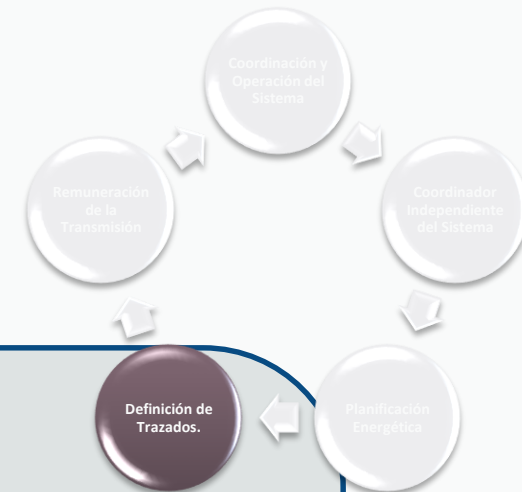 Coordinación y
Operación del
Sistema
Remuneración
de la
Transmisión
Coordinador
Independiente
del Sistema
Definición de
Trazados.
Planificación
Energética